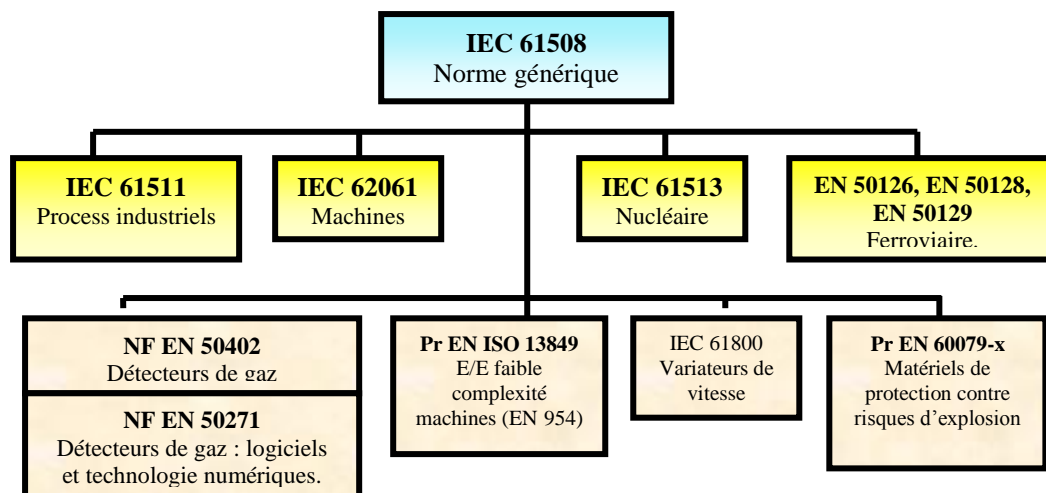 IEC 61508
Norme générique
IEC 61511
Process industriels
IEC 62061
Machines
IEC 61513
Nucléaire
EN 50126, EN 50128,
EN 50129
Ferroviaire.
NF EN 50402
Détecteurs de gaz
NF EN 50271
Détecteurs de gaz : logiciels
et technologie numériques.
Pr EN ISO 13849
E/E faible
complexité
machines (EN 954)
IEC 61800
Variateurs de
vitesse
Pr EN 60079-x
Matériels de
protection contre
risques d’explosion